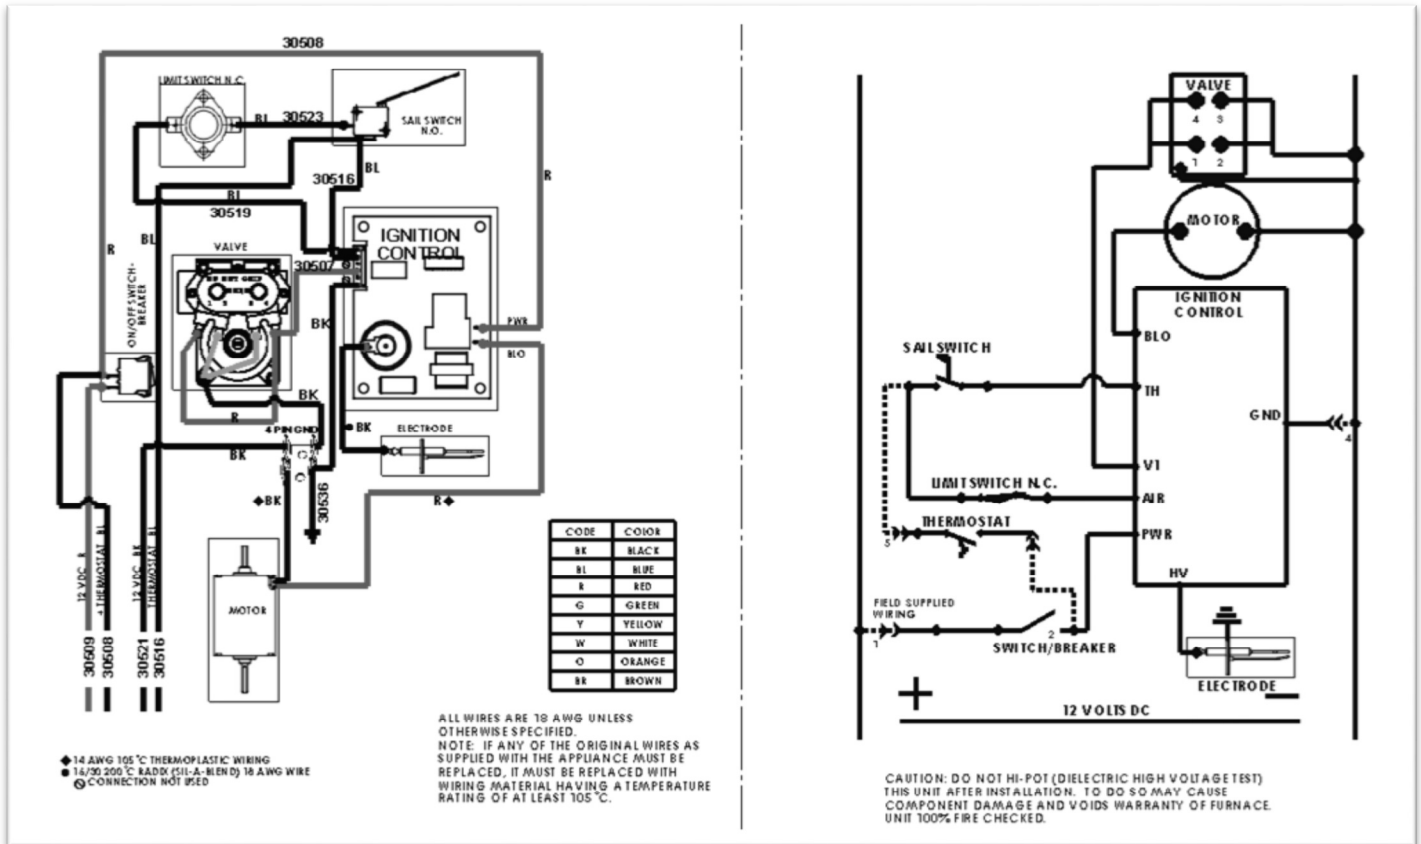 30508
LIMIT SWITCH N.C.
BL
30523
SAIL SWITCH
N.O.
BL
30516
R
BL
30519
R
BL
VALVE
IGNITION
CONTROL
30507
ON/OFF SWITCH-
BREAKER
BK
PWR
BLO
BK
R
4 PIN GND
BK
BK
ELECTRODE
BK
30536
R
MOTOR
12 VDC R
4 THERMOSTAT BL
12 VDC BK
THERMOSTAT BL
30509
30508
30521
30516
CODE COLOR
BK BLACK
BL BLUE
R RED
G GREEN
Y YELLOW
W WHITE
O ORANGE
BR BROWN
ALL WIRES ARE 18 AWG UNLESS
OTHERWISE SPECIFIED.
NOTE: IF ANY OF THE ORIGINAL WIRES AS
SUPPLIED WITH THE APPLIANCE MUST BE
REPLACED, IT MUST BE REPLACED WITH
WIRING MATERIAL HAVING A TEMPERATURE
RATING OF AT LEAST 105 °C.
◆ 14 AWG 105 °C THERMOPLASTIC WIRING
● 16/30 200 °C RADIX (SIL-A-BLEND) 18 AWG WIRE
CONNECTION NOT USED
VALVE
4 3
1 2
MOTOR
IGNITION
CONTROL
BLO
SAIL SWITCH
TH
GND
4
V1
LIMIT SWITCH N.C.
AIR
THERMOSTAT
5
PWR
HV
FIELD SUPPLIED
WIRING
1
2
SWITCH/BREAKER
ELECTRODE
+
−
12 VOLTS DC
CAUTION: DO NOT HI-POT (DIELECTRIC HIGH VOLTAGE TEST)
THIS UNIT AFTER INSTALLATION. TO DO SO MAY CAUSE
COMPONENT DAMAGE AND VOIDS WARRANTY OF FURNACE.
UNIT 100% FIRE CHECKED.